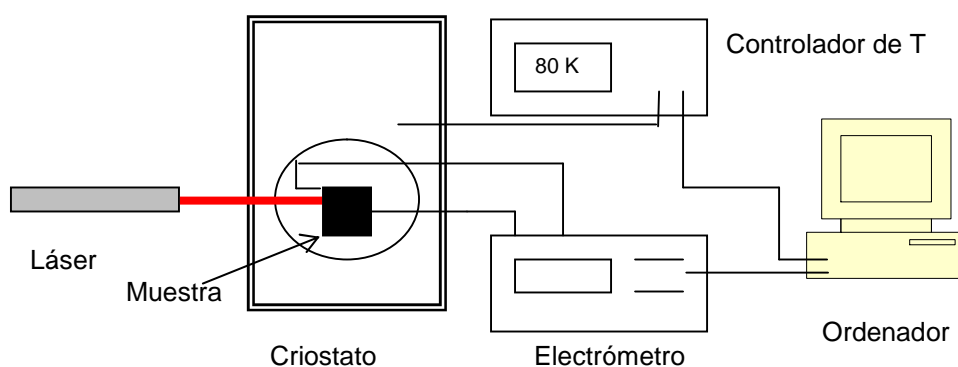 Controlador de T
80 K
Láser
Muestra
Criostato
Electrómetro
Ordenador